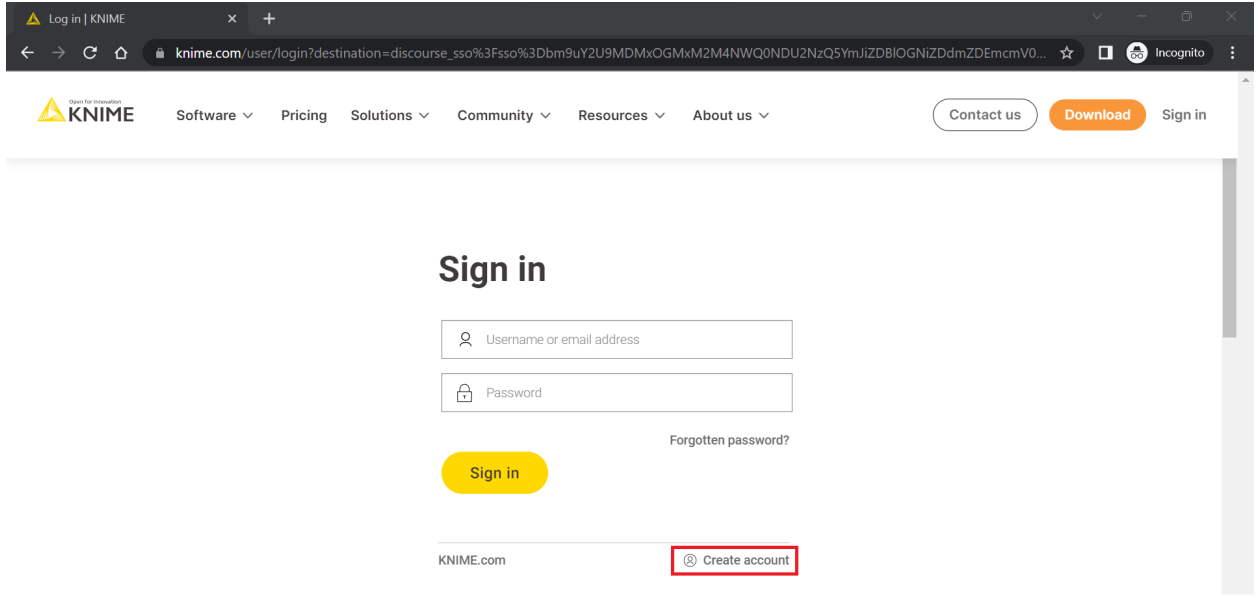 Log in | KNIME
knime.com/user/login?destination=discourse_sso%3Fsso%3Dbm9uY2U9MDMxOGMxM2M4NWQ0NDU2NzQ5YmJiZDBlOGNiZDdmZDEmcmV0...
Incognito
Open for Innovation
KNIME
Software
Pricing
Solutions
Community
Resources
About us
Contact us
Download
Sign in
Sign in
Username or email address
Password
Forgotten password?
Sign in
KNIME.com
Create account